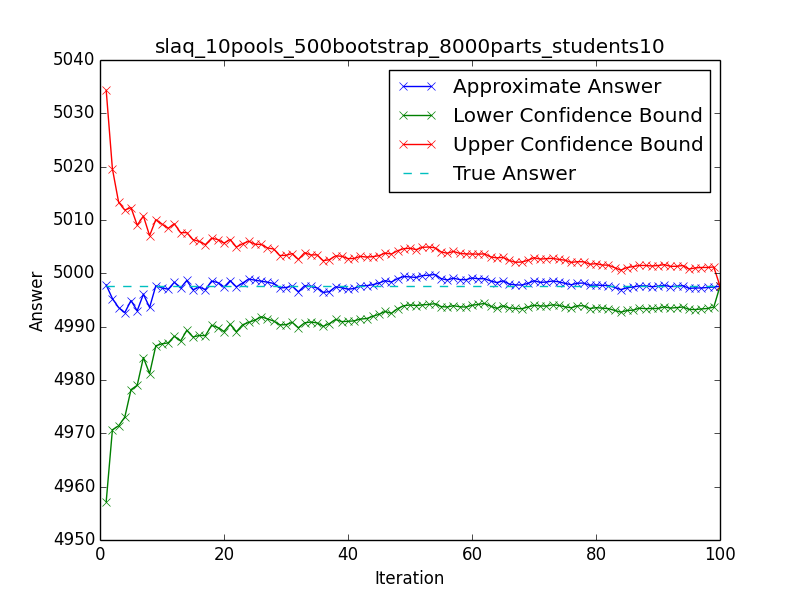 slaq_10pools_500bootstrap_8000parts_students10
5040
5030
5020
5010
5000
4990
4980
4970
4960
4950
Answer
Approximate Answer
Lower Confidence Bound
Upper Confidence Bound
True Answer
0 20 40 60 80 100
Iteration